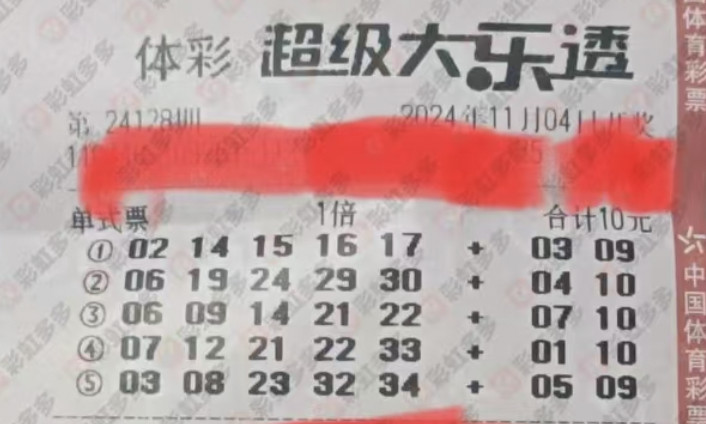 体彩 超级大乐透
第 24128期
2024年11月04日开奖
单式票 1倍 合计10元
① 02 14 15 16 17 + 03 09
② 06 19 24 29 30 + 04 10
③ 06 09 14 21 22 + 07 10
④ 07 12 21 22 33 + 01 10
⑤ 03 08 23 32 34 + 05 09
体育彩票
中国体育彩票
彩虹多多